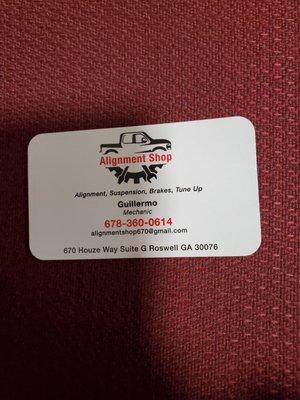 Alignment Shop
Alignment, Suspension, Brakes, Tune Up
Guillermo
Mechanic
678-360-0614
alignmentshop670@gmail.com
670 Houze Way Suite G Roswell GA 30076